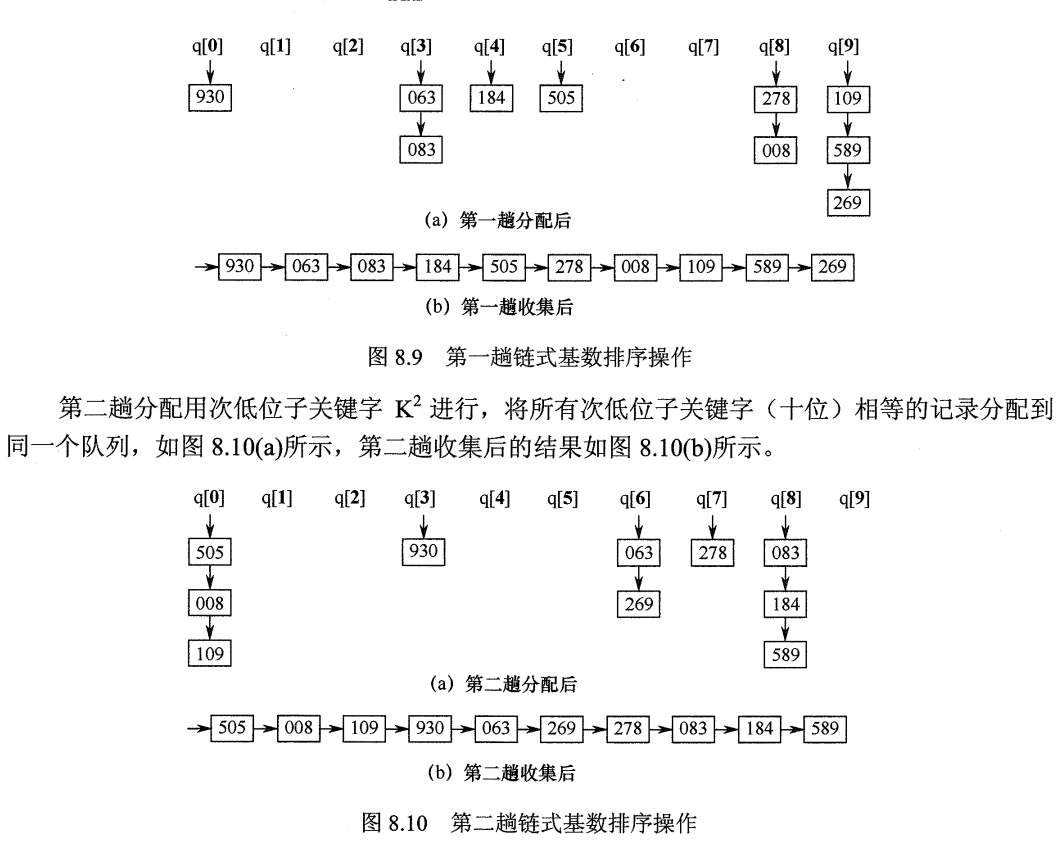 q[0] q[1] q[2] q[3] q[4] q[5] q[6] q[7] q[8] q[9]
930 063 184 505 278 109
083 008 589
269
(a) 第一趟分配后
930 063 083 184 505 278 008 109 589 269
(b) 第一趟收集后
图 8.9 第一趟链式基数排序操作
第二趟分配用次低位子关键字 K² 进行，将所有次低位子关键字（十位）相等的记录分配到
同一个队列，如图 8.10(a)所示，第二趟收集后的结果如图 8.10(b)所示。
q[0] q[1] q[2] q[3] q[4] q[5] q[6] q[7] q[8] q[9]
505 930 063 278 083
008 269 184
109 589
(a) 第二趟分配后
505 008 109 930 063 269 278 083 184 589
(b) 第二趟收集后
图 8.10 第二趟链式基数排序操作